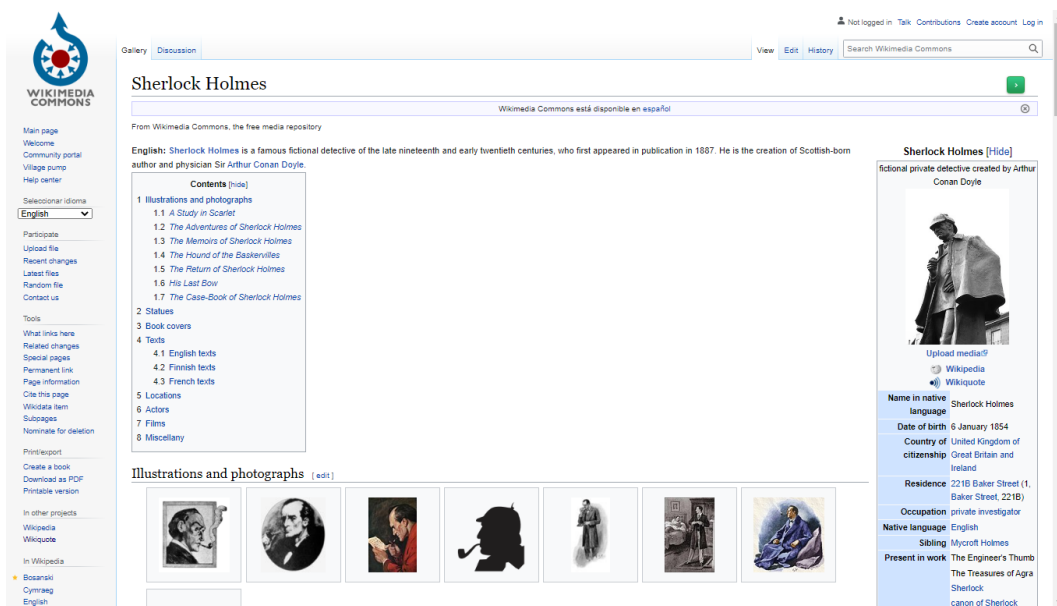 Not logged in Talk Contributions Create account Log in
WIKIMEDIA
COMMONS
Gallery Discussion
View Edit History Search Wikimedia Commons
Sherlock Holmes
Wikimedia Commons está disponible en español
From Wikimedia Commons, the free media repository
English: Sherlock Holmes is a famous fictional detective of the late nineteenth and early twentieth centuries, who first appeared in publication in 1887. He is the creation of Scottish-born
author and physician Sir Arthur Conan Doyle.
Contents [hide]
1 Illustrations and photographs
1.1 A Study in Scarlet
1.2 The Adventures of Sherlock Holmes
1.3 The Memoirs of Sherlock Holmes
1.4 The Hound of the Baskervilles
1.5 The Return of Sherlock Holmes
1.6 His Last Bow
1.7 The Case-Book of Sherlock Holmes
2 Statues
3 Book covers
4 Texts
4.1 English texts
4.2 Finnish texts
4.3 French texts
5 Locations
6 Actors
7 Films
8 Miscellany
Illustrations and photographs [ edit ]
Main page
Welcome
Community portal
Village pump
Help center
Seleccionar idioma
English
Participate
Upload file
Recent changes
Latest files
Random file
Contact us
Tools
What links here
Related changes
Special pages
Permanent link
Page information
Cite this page
Wikidata item
Subpages
Nominate for deletion
Print/export
Create a book
Download as PDF
Printable version
In other projects
Wikipedia
Wikiquote
In Wikipedia
Bosanski
Cymraeg
English
Sherlock Holmes [Hide]
fictional private detective created by Arthur
Conan Doyle
Upload media
Wikipedia
Wikiquote
Name in native
language
Sherlock Holmes
Date of birth 6 January 1854
Country of
citizenship
United Kingdom of
Great Britain and
Ireland
Residence 221B Baker Street (1,
Baker Street, 221B)
Occupation private investigator
Native language English
Sibling Mycroft Holmes
Present in work The Engineer's Thumb
The Treasures of Agra
Sherlock
canon of Sherlock